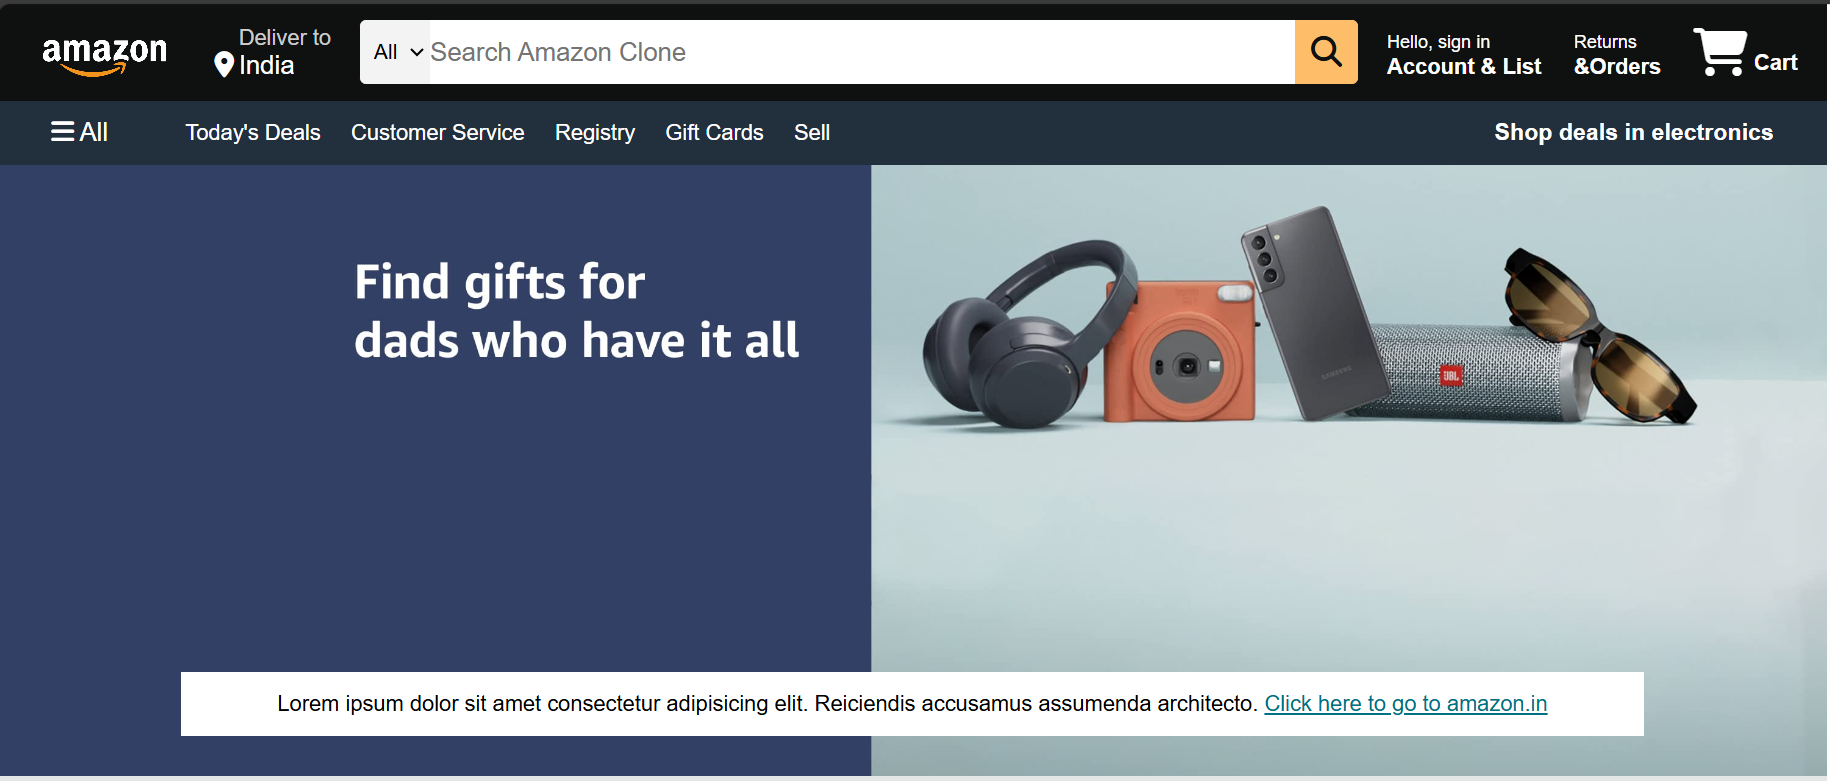 amazon
Deliver to
India
All
Search Amazon Clone
Hello, sign in
Account & List
Returns
&Orders
Cart
All
Today's Deals
Customer Service
Registry
Gift Cards
Sell
Shop deals in electronics
Find gifts for
dads who have it all
SAMSUNG
JBL
Lorem ipsum dolor sit amet consectetur adipisicing elit. Reiciendis accusamus assumenda architecto. Click here to go to amazon.in